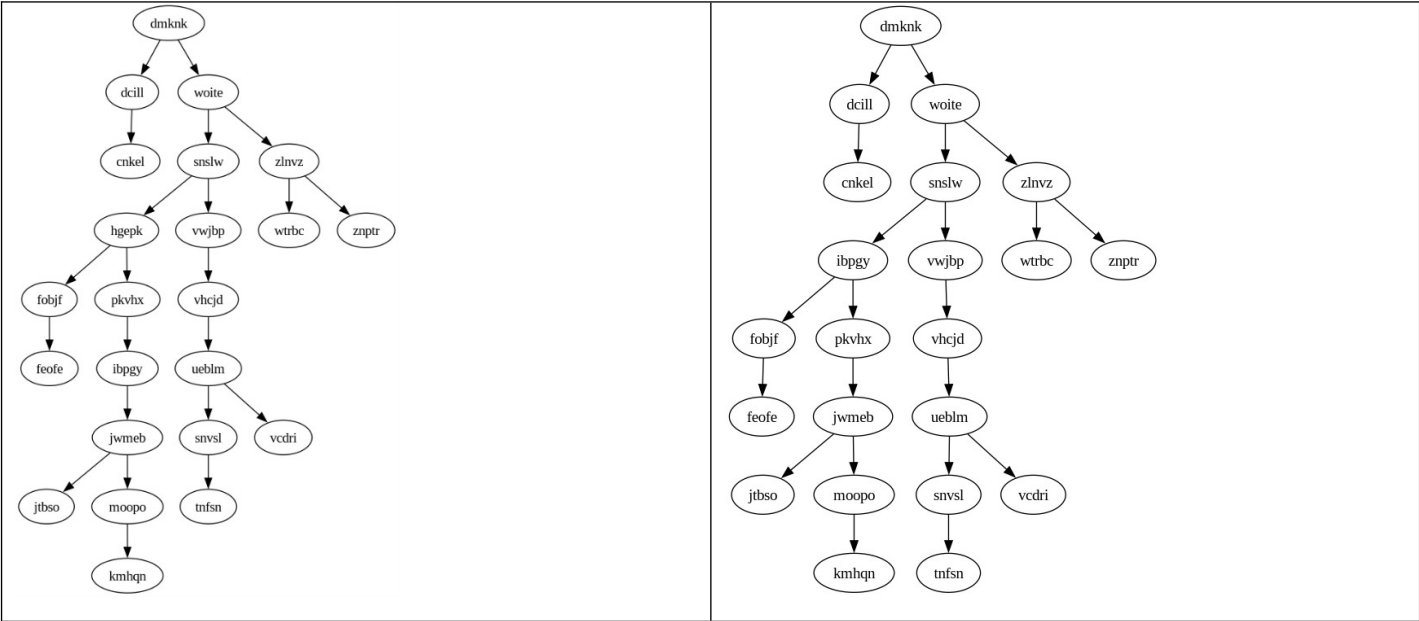 dmknk
dcill woite
cnkel snslw zlnvz
hgepk vwjbp wtrbc znptr
fobjf pkvhx vhcjd
feofe ibpgy ueblm
jwmeb snvsl vcdri
jtbso moopo tnfsn
kmhqn
dmknk
dcill woite
cnkel snslw zlnvz
ibpgy vwjbp wtrbc znptr
fobjf pkvhx vhcjd
feofe jwmeb ueblm
jtbso moopo snvsl vcdri
kmhqn tnfsn